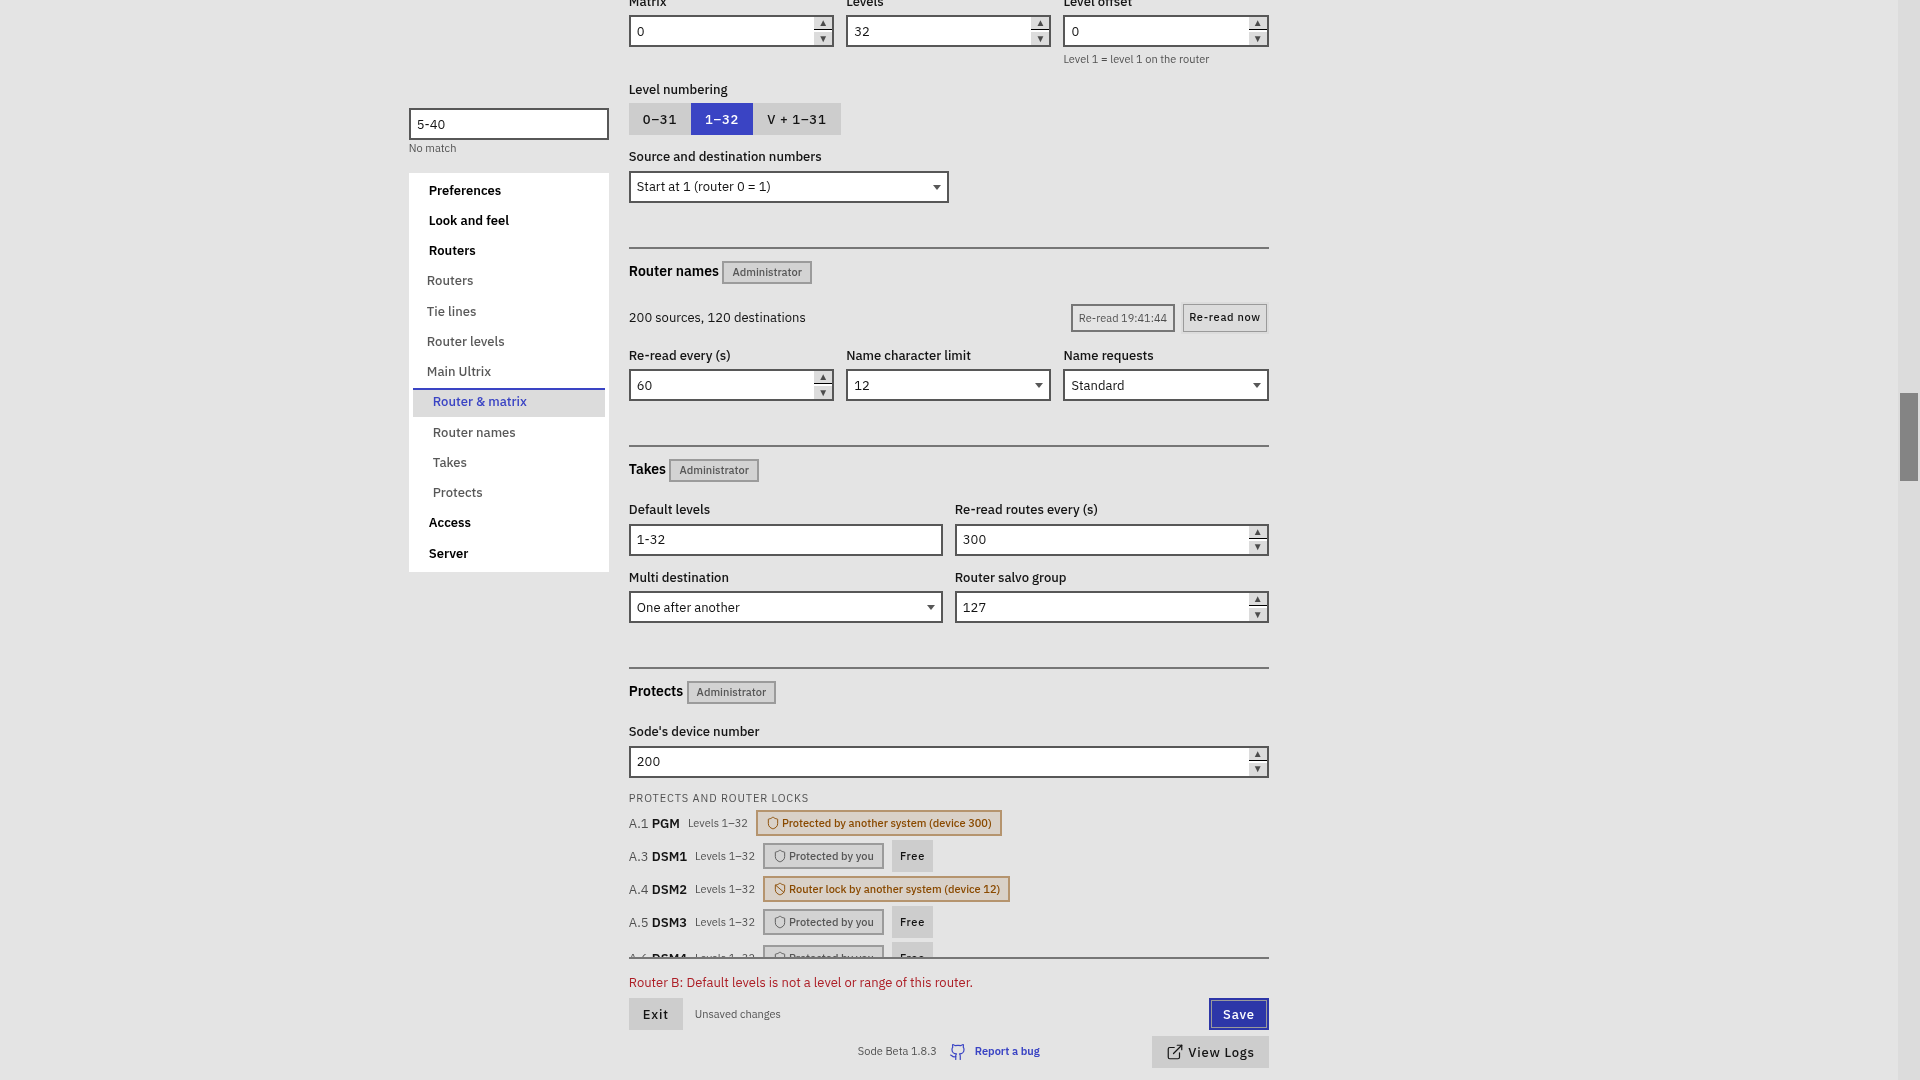 Matrix
Levels
Level offset
0
32
0
Level 1 = level 1 on the router
Level numbering
0–31
1–32
V + 1–31
Source and destination numbers
Start at 1 (router 0 = 1)
5-40
No match
Preferences
Look and feel
Routers
Routers
Tie lines
Router levels
Main Ultrix
Router & matrix
Router names
Takes
Protects
Access
Server
Router names
Administrator
200 sources, 120 destinations
Re-read 19:41:44
Re-read now
Re-read every (s)
Name character limit
Name requests
60
12
Standard
Takes
Administrator
Default levels
Re-read routes every (s)
1-32
300
Multi destination
Router salvo group
One after another
127
Protects
Administrator
Sode's device number
200
PROTECTS AND ROUTER LOCKS
A.1 PGM Levels 1–32 Protected by another system (device 300)
A.3 DSM1 Levels 1–32 Protected by you Free
A.4 DSM2 Levels 1–32 Router lock by another system (device 12)
A.5 DSM3 Levels 1–32 Protected by you Free
A.6 DSM4 Levels 1–32 Protected by you Free
Router B: Default levels is not a level or range of this router.
Exit
Unsaved changes
Save
Sode Beta 1.8.3
Report a bug
View Logs